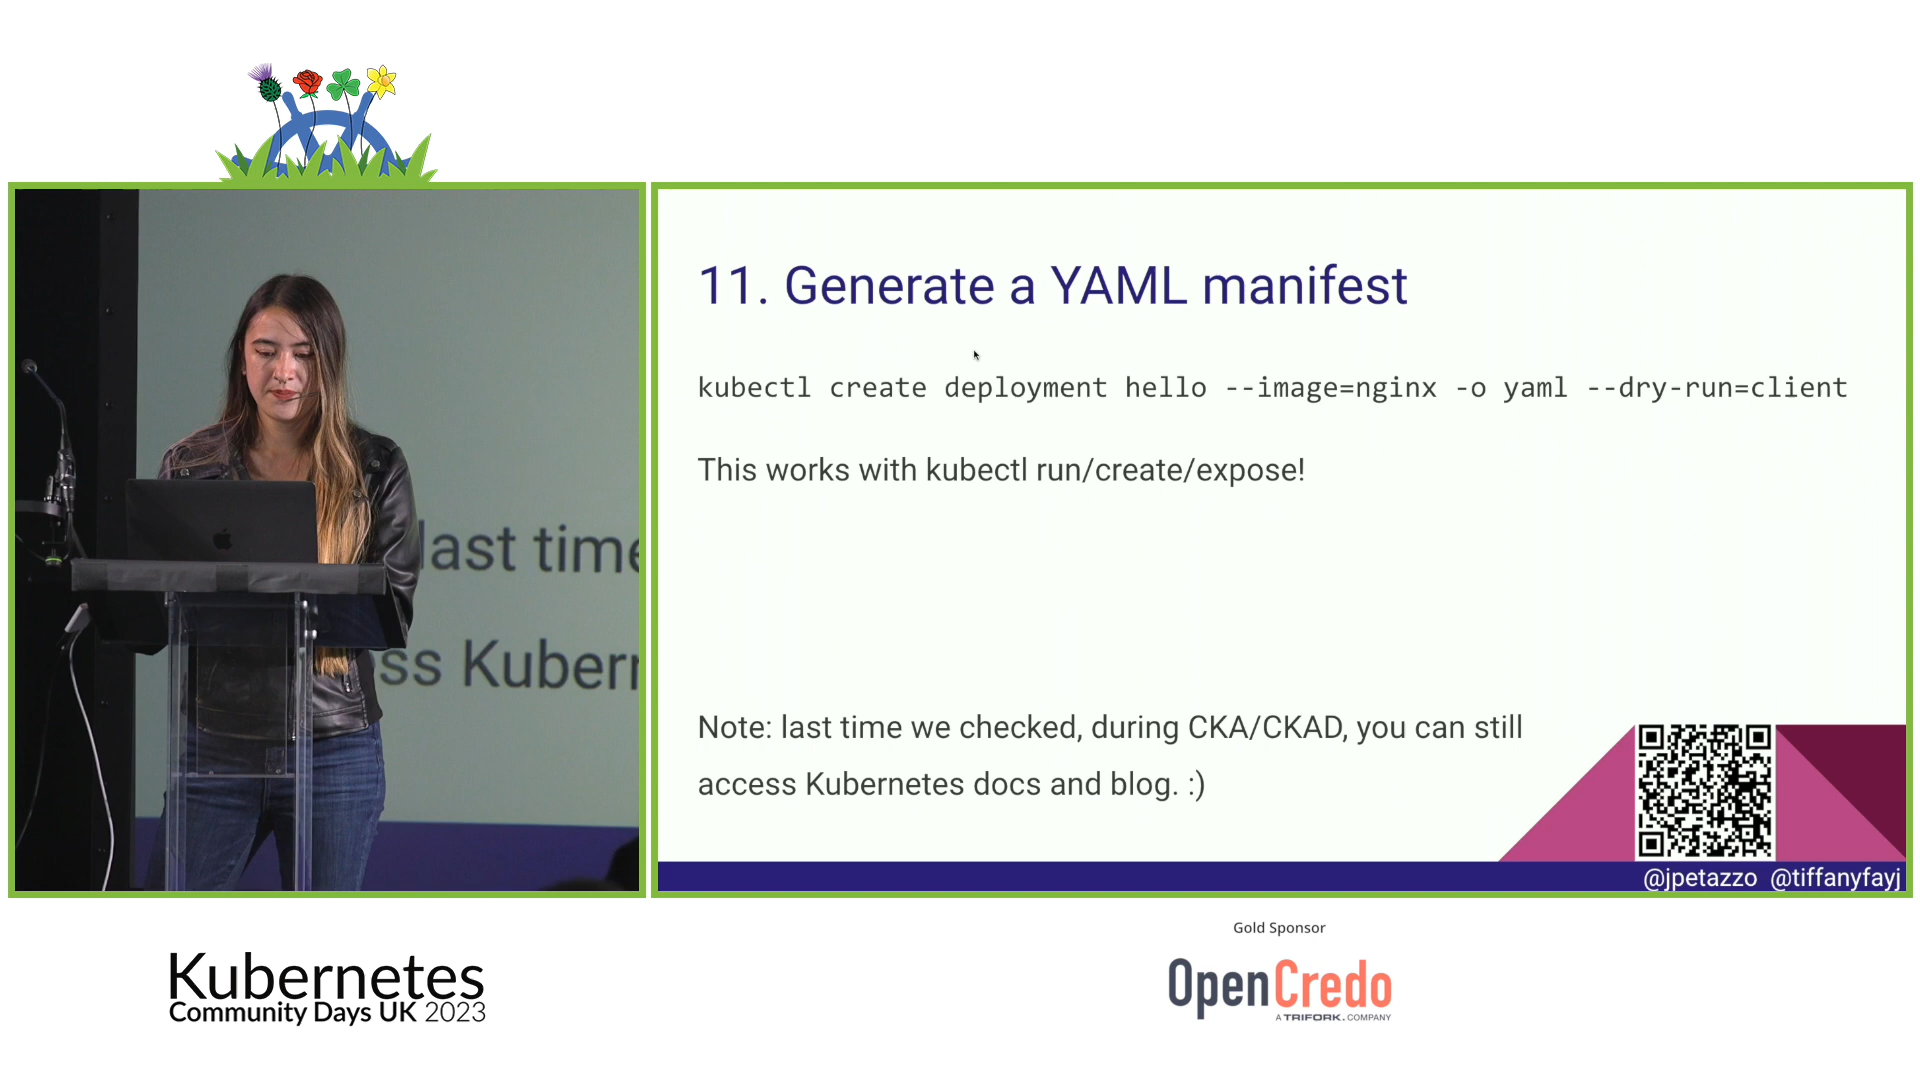 11. Generate a YAML manifest
kubectl create deployment hello --image=nginx -o yaml --dry-run=client
This works with kubectl run/create/expose!
last time
ss Kubern
Note: last time we checked, during CKA/CKAD, you can still
access Kubernetes docs and blog. :)
@jpetazzo @tiffanyfayj
Gold Sponsor
Kubernetes
Community Days UK 2023
OpenCredo
A TRIFORK. COMPANY